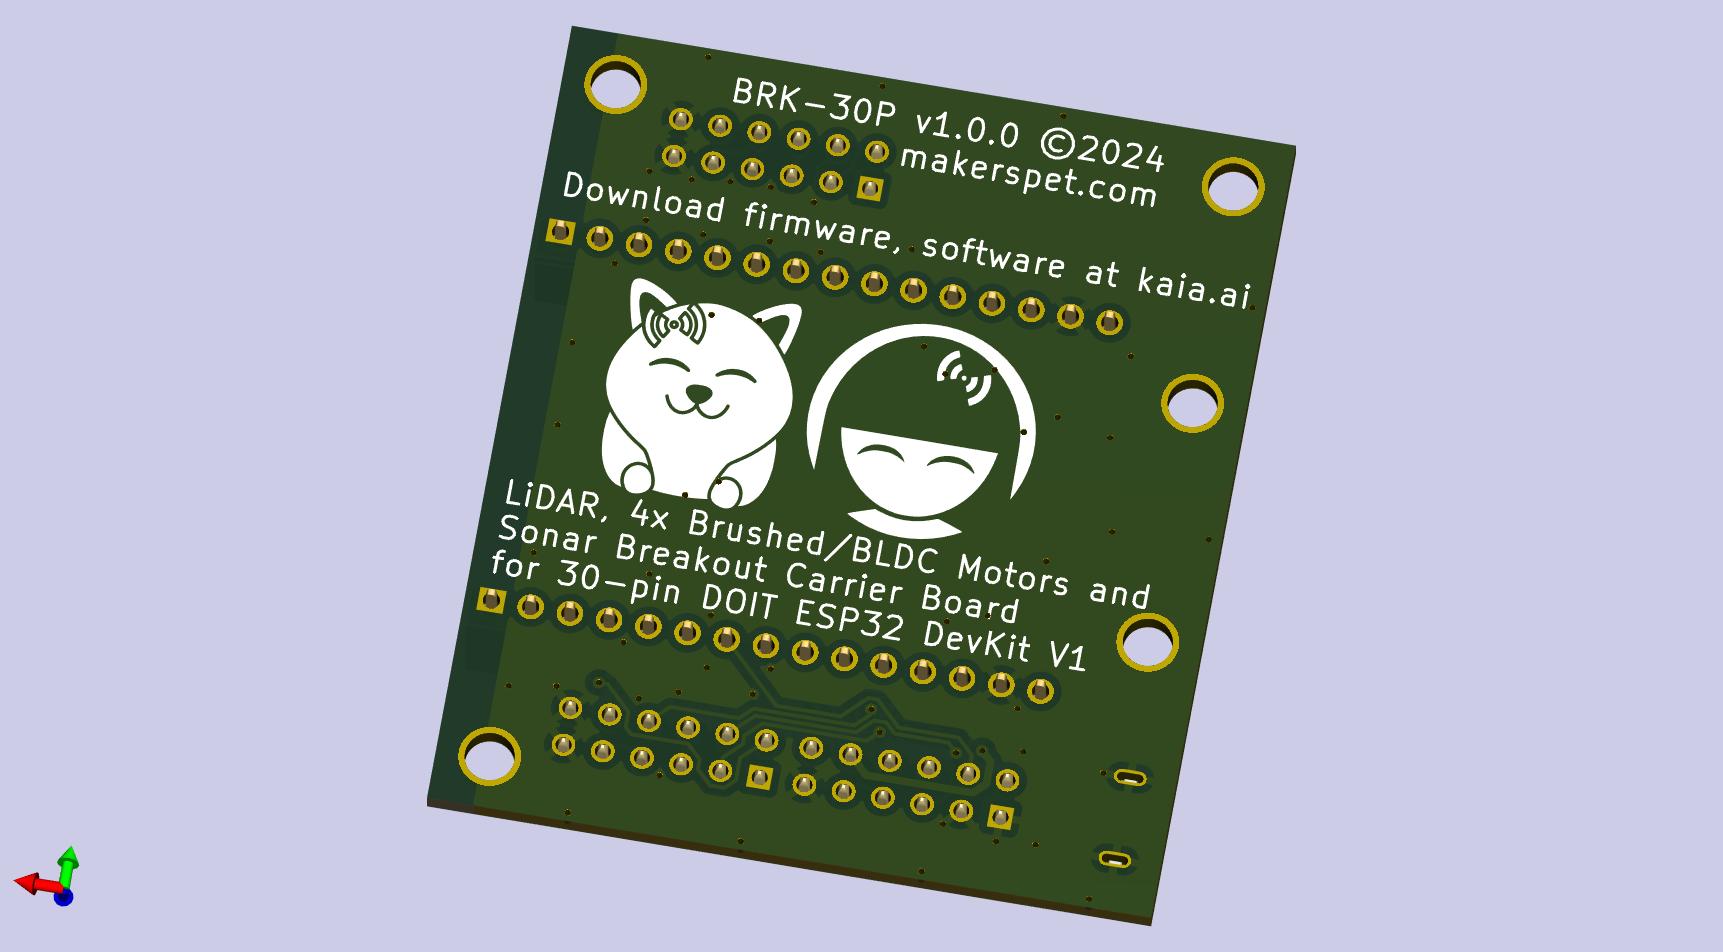 BRK-30P v1.0.0 ©2024
makerspet.com
Download firmware, software at kaia.ai
LiDAR, 4x Brushed/BLDC Motors and
Sonar Breakout Carrier Board
for 30-pin DOIT ESP32 DevKit V1